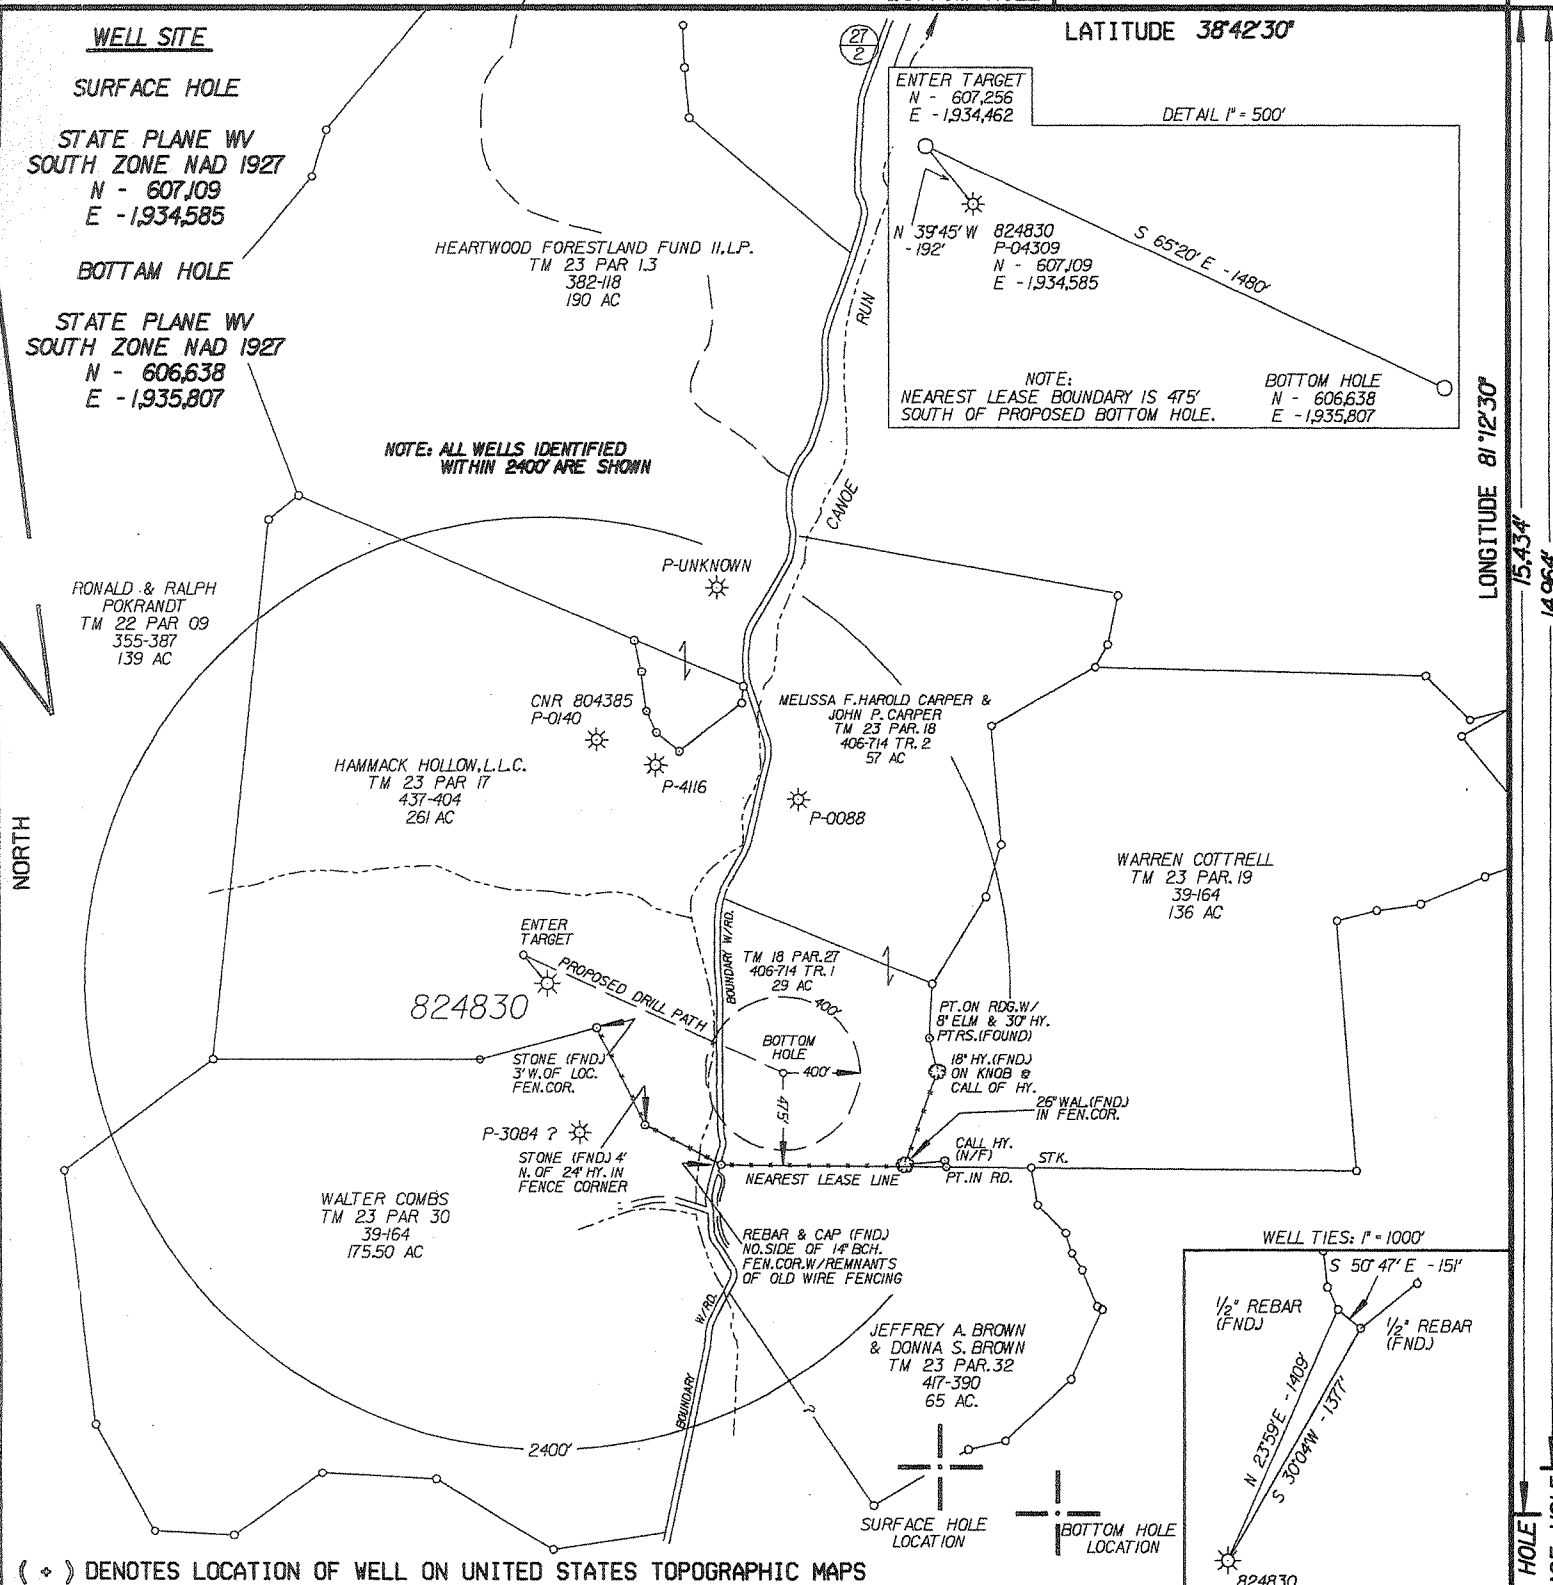 LATITUDE 38°42'30"
WELL SITE
SURFACE HOLE
STATE PLANE WV
SOUTH ZONE NAD 1927
N - 607,109
E - 1,934,585
BOTTAM HOLE
STATE PLANE WV
SOUTH ZONE NAD 1927
N - 606,638
E - 1,935,807
27
2
ENTER TARGET
N - 607,256
E - 1,934,462
DETAIL 1" = 500'
N 39°45' W
- 192'
824830
P-04309
N - 607,109
E - 1,934,585
S 65°20' E - 1480'
NOTE:
NEAREST LEASE BOUNDARY IS 475'
SOUTH OF PROPOSED BOTTOM HOLE.
BOTTOM HOLE
N - 606,638
E - 1,935,807
LONGITUDE 81°12'30"
15,434'
14,964'
HEARTWOOD FORESTLAND FUND II,L.P.
TM 23 PAR 1.3
382-118
190 AC
RUN
CANOE
NOTE: ALL WELLS IDENTIFIED
WITHIN 2400' ARE SHOWN
P-UNKNOWN
RONALD & RALPH
POKRANDT
TM 22 PAR 09
355-387
139 AC
CNR 804385
P-0140
P-4116
MELISSA F.HAROLD CARPER &
JOHN P. CARPER
TM 23 PAR. 18
406-714 TR. 2
57 AC
P-0088
HAMMACK HOLLOW,L.L.C.
TM 23 PAR 17
437-404
261 AC
NORTH
WARREN COTTRELL
TM 23 PAR. 19
39-164
136 AC
ENTER
TARGET
824830
PROPOSED DRILL PATH
BOUNDARY W/RD.
TM 18 PAR.27
406-714 TR. 1
29 AC
400'
BOTTOM
HOLE
400'
475'
PT.ON RDG.W/
8" ELM & 30" HY.
PTRS.(FOUND)
18" HY.(FND.)
ON KNOB @
CALL OF HY.
26" WAL.(FND.)
IN FEN.COR.
CALL HY.
(N/F)
STK.
PT.IN RD.
NEAREST LEASE LINE
STONE (FND.)
3' W.OF LOC.
FEN.COR.
P-3084 ?
STONE (FND.) 4'
N. OF 24" HY. IN
FENCE CORNER
WALTER COMBS
TM 23 PAR 30
39-164
175.50 AC
REBAR & CAP (FND.)
NO.SIDE OF 14" BCH.
FEN.COR.W/REMNANTS
OF OLD WIRE FENCING
BOUNDARY
W/RD.
JEFFREY A. BROWN
& DONNA S. BROWN
TM 23 PAR.32
417-390
65 AC.
2400'
SURFACE HOLE
LOCATION
BOTTOM HOLE
LOCATION
WELL TIES: 1" = 1000'
S 50°47' E - 151'
1/2" REBAR
(FND.)
1/2" REBAR
(FND.)
N 23°59'E - 1409'
S 30°04'W - 1377'
824830
HOLE
( + ) DENOTES LOCATION OF WELL ON UNITED STATES TOPOGRAPHIC MAPS